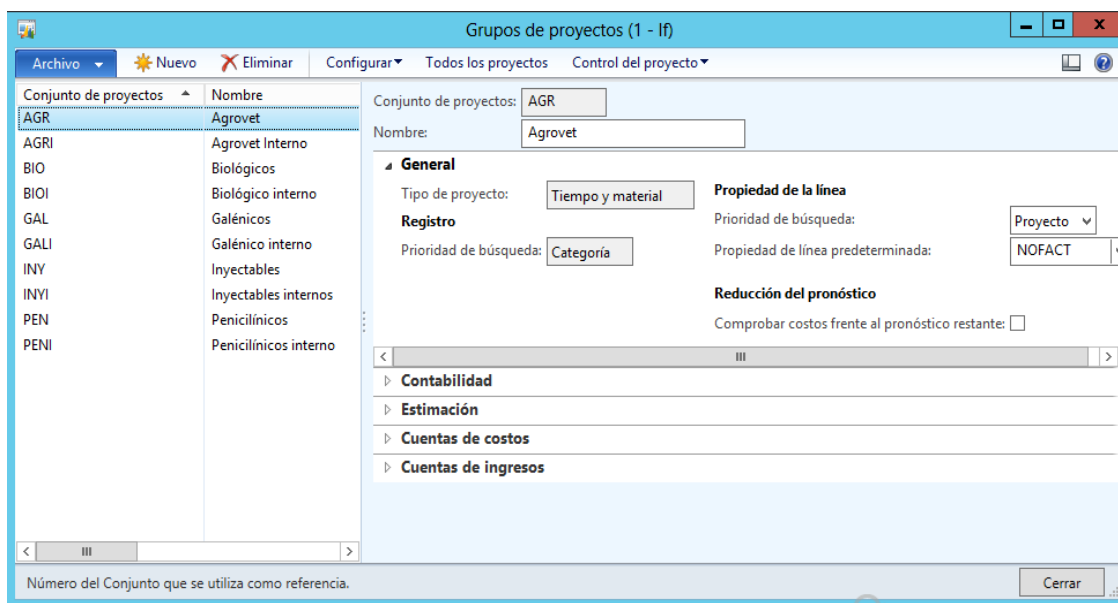 Grupos de proyectos (1 - lf)
Archivo Nuevo Eliminar Configurar Todos los proyectos Control del proyecto
Conjunto de proyectos Nombre
AGR Agrovet
AGRI Agrovet Interno
BIO Biológicos
BIOI Biológico interno
GAL Galénicos
GALI Galénico interno
INY Inyectables
INYI Inyectables internos
PEN Penicilínicos
PENI Penicilínicos interno
Conjunto de proyectos: AGR
Nombre: Agrovet
General
Tipo de proyecto: Tiempo y material
Registro
Prioridad de búsqueda: Categoría
Propiedad de la línea
Prioridad de búsqueda: Proyecto
Propiedad de línea predeterminada: NOFACT
Reducción del pronóstico
Comprobar costos frente al pronóstico restante:
Contabilidad
Estimación
Cuentas de costos
Cuentas de ingresos
Número del Conjunto que se utiliza como referencia.
Cerrar